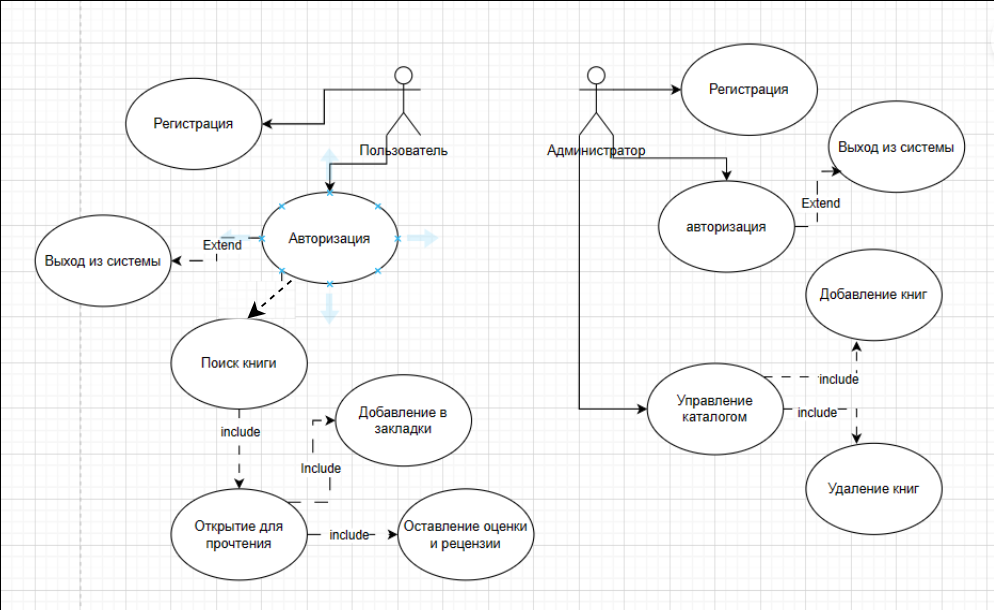 Регистрация
Пользователь
Администратор
Регистрация
Выход из системы
Extend
авторизация
Авторизация
Extend
Выход из системы
Добавление книг
Поиск книги
include
Управление
каталогом
include
Добавление в
закладки
include
Include
Удаление книг
Открытие для
прочтения
include
Оставление оценки
и рецензии